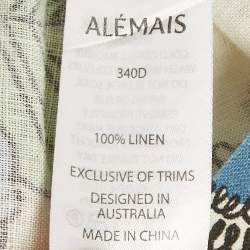 ALÉMAIS
340D
100% LINEN
EXCLUSIVE OF TRIMS
DESIGNED IN
AUSTRALIA
MADE IN CHINA